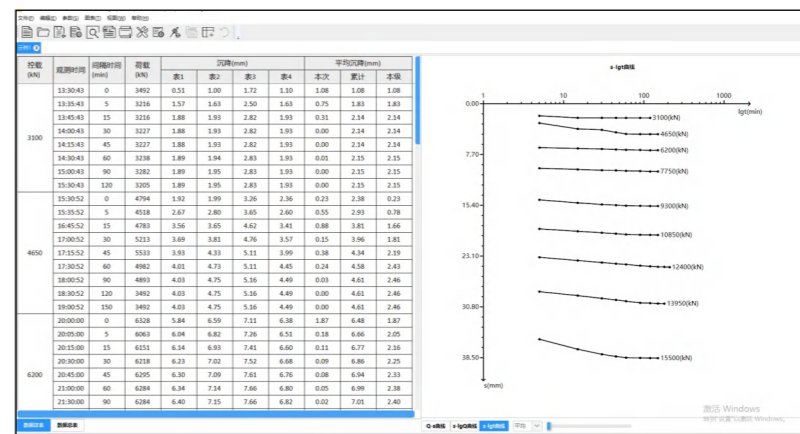 文件(F) 编辑(E) 参数(S) 图表(T) 视图(W) 帮助(H)
控载(kN) 观测时间 间隔时间(min) 荷载(kN) 沉降(mm) 平均沉降(mm)
表1 表2 表3 表4 本次 累计 本级
3100
13:30:43 0 3492 0.51 1.00 1.72 1.10 1.08 1.08 1.08
13:35:43 5 3216 1.57 1.63 2.50 1.63 0.75 1.83 1.83
13:45:43 15 3216 1.88 1.93 2.82 1.93 0.31 2.14 2.14
14:00:43 30 3227 1.88 1.93 2.82 1.93 0.00 2.14 2.14
14:15:43 45 3227 1.88 1.93 2.82 1.93 0.00 2.14 2.14
14:30:43 60 3238 1.89 1.94 2.83 1.93 0.01 2.15 2.15
15:00:43 90 3282 1.89 1.95 2.83 1.93 0.00 2.15 2.15
15:30:43 120 3205 1.89 1.95 2.83 1.93 0.00 2.15 2.15
4650
15:30:52 0 4794 1.92 1.99 3.26 2.36 0.23 2.38 0.23
15:35:52 5 4518 2.67 2.80 3.65 2.60 0.55 2.93 0.78
16:45:52 15 4783 3.56 3.65 4.62 3.41 0.88 3.81 1.66
17:00:52 30 5213 3.69 3.81 4.76 3.57 0.15 3.96 1.81
17:15:52 45 5533 3.93 4.33 5.11 3.99 0.38 4.34 2.19
17:30:52 60 4982 4.01 4.73 5.11 4.45 0.24 4.58 2.43
18:00:52 90 4893 4.03 4.75 5.16 4.49 0.03 4.61 2.46
18:30:52 120 3492 4.03 4.75 5.16 4.49 0.00 4.61 2.46
19:00:52 150 3492 4.03 4.75 5.16 4.49 0.00 4.61 2.46
6200
20:00:00 0 6328 5.84 6.59 7.11 6.38 1.87 6.48 1.87
20:05:00 5 6063 6.04 6.82 7.26 6.51 0.18 6.66 2.05
20:15:00 15 6151 6.14 6.93 7.41 6.60 0.11 6.77 2.16
20:30:00 30 6218 6.23 7.02 7.52 6.68 0.09 6.86 2.25
20:45:00 45 6295 6.30 7.09 7.61 6.76 0.08 6.94 2.33
21:00:00 60 6284 6.34 7.14 7.66 6.80 0.05 6.99 2.38
21:30:00 90 6284 6.40 7.15 7.66 6.82 0.02 7.01 2.40
数据详表 数据总表
s-lgt曲线
1 10 100 1000
lgt(min)
0.00
3100(kN)
4650(kN)
6200(kN)
7.70
7750(kN)
15.40
9300(kN)
10850(kN)
23.10
12400(kN)
13950(kN)
30.80
38.50
15500(kN)
s(mm)
激活 Windows
Q-s曲线 s-lgQ曲线 s-lgt曲线 平均